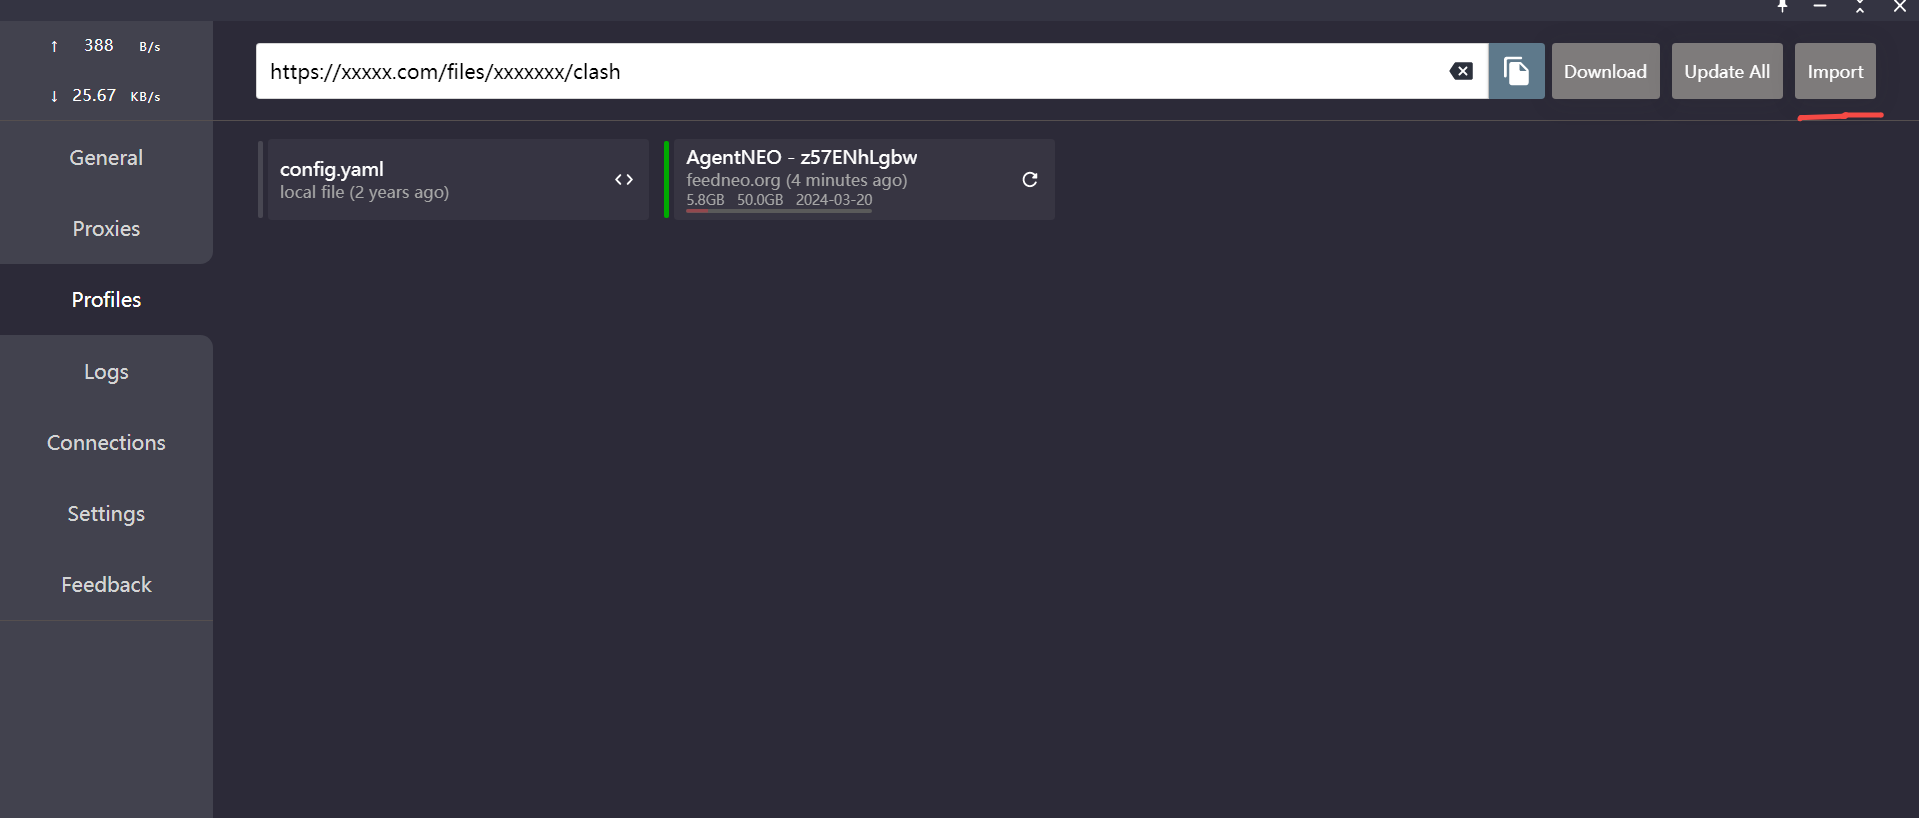 ↑ 388 B/s
↓ 25.67 KB/s
General
Proxies
Profiles
Logs
Connections
Settings
Feedback
https://xxxxx.com/files/xxxxxxx/clash
Download
Update All
Import
config.yaml
local file (2 years ago)
AgentNEO - z57ENhLgbw
feedneo.org (4 minutes ago)
5.8GB 50.0GB 2024-03-20